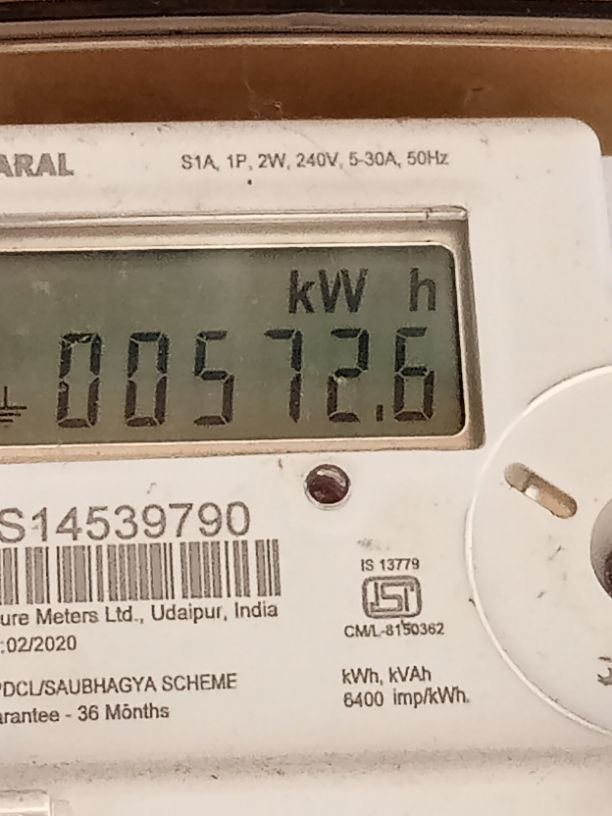 ARAL
S1A, 1P, 2W, 240V, 5-30A, 50Hz
kW h
00572.6
S14539790
ure Meters Ltd., Udaipur, India
:02/2020
PDCL/SAUBHAGYA SCHEME
arantee - 36 Months
IS 13779
ISI
CM/L-8150362
kWh, kVAh
6400 imp/kWh.